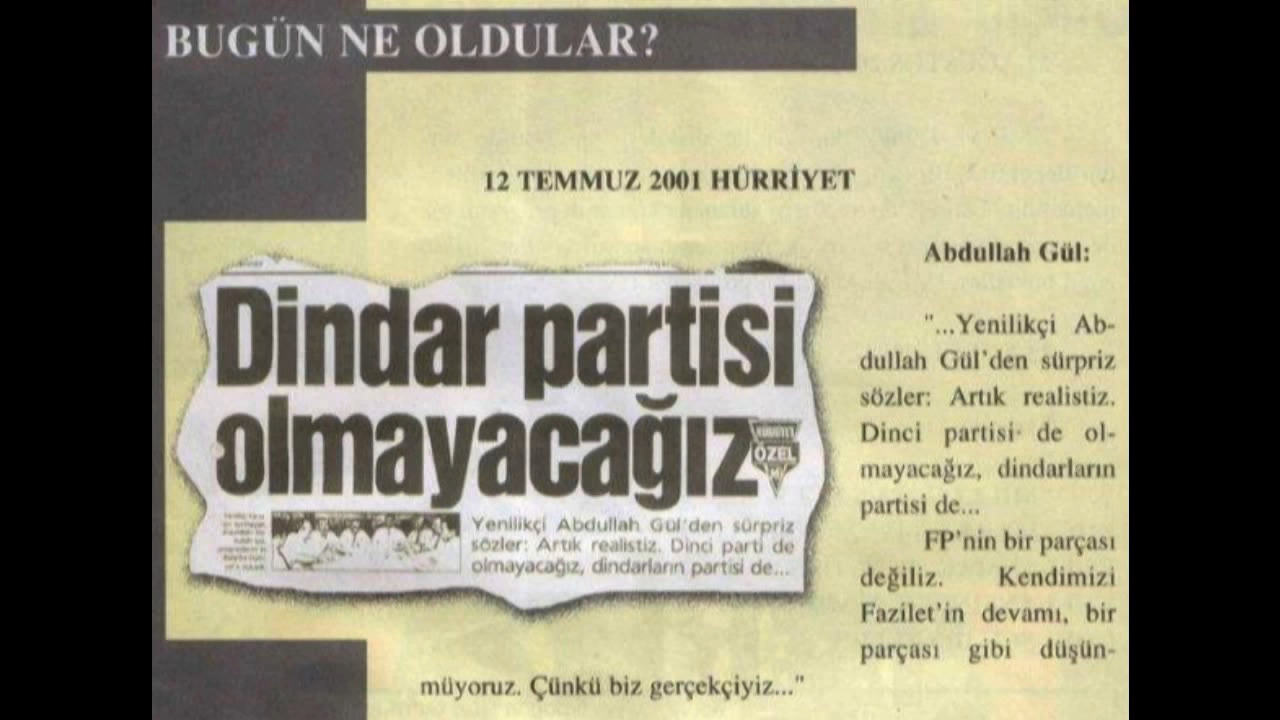 BUGÜN NE OLDULAR?
12 TEMMUZ 2001 HÜRRİYET
Dindar partisi
olmayacağız
HÜRRİYET
ÖZEL
Yenilikçi Abdullah Gül'den sürpriz
sözler: Artık realistiz. Dinci parti de
olmayacağız, dindarların partisi de...
Abdullah Gül:
"...Yenilikçi Ab-
dullah Gül'den sürpriz
sözler: Artık realistiz.
Dinci partisi de ol-
mayacağız, dindarların
partisi de...
FP'nin bir parçası
değiliz. Kendimizi
Fazilet'in devamı, bir
parçası gibi düşün-
müyoruz. Çünkü biz gerçekçiyiz..."